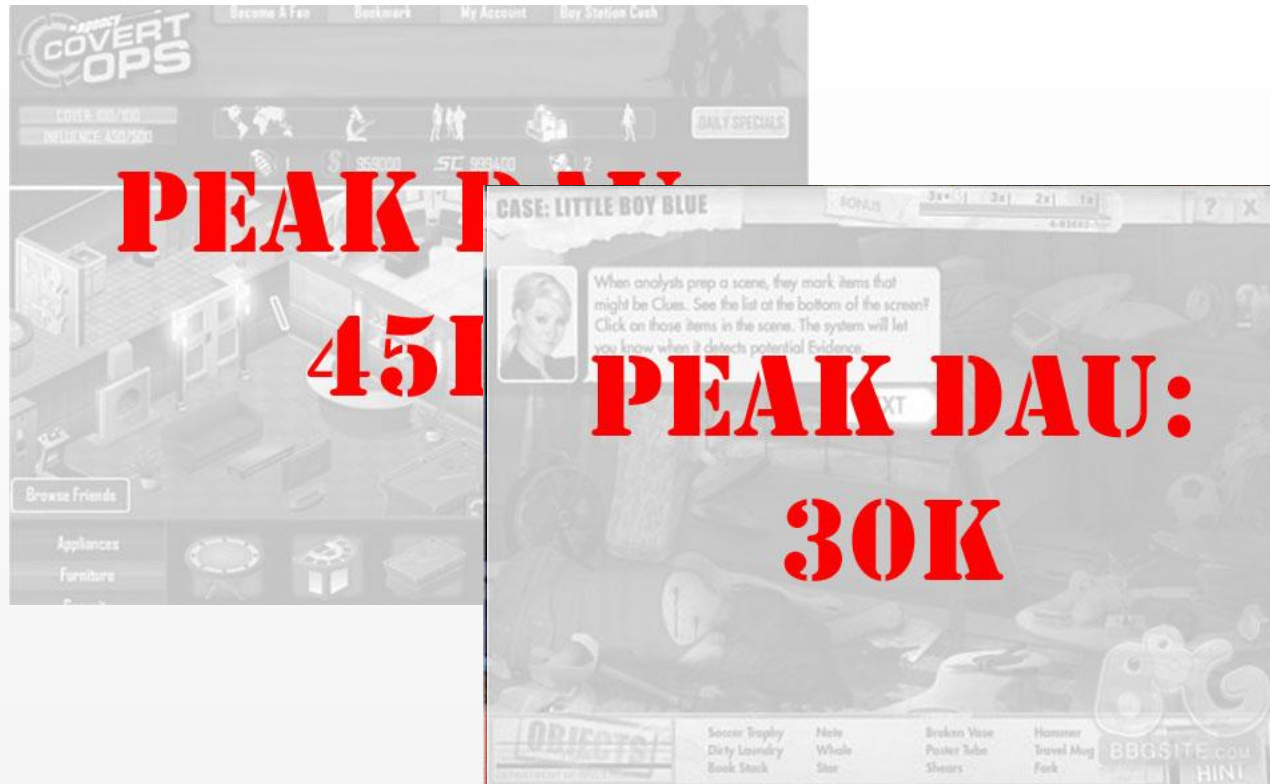 Become A Fan Bookmark My Account Buy Station Cash
the agency
COVERT
OPS
COVER: 100/100
INFLUENCE: 450/500
DAILY SPECIALS
1 $ 959000 SC 999400 2
PEAK DAU
45
Browse Friends
Appliances
Furniture
CASE: LITTLE BOY BLUE
BONUS 3x 2x 1x
? X
When analysts prep a scene, they mark items that
might be Clues. See the list at the bottom of the screen?
Click on those items in the scene. The system will let
you know when it detects potential Evidence.
PEAK DAU:
30K
OBJECTS
Soccer Trophy Note Broken Vase Hammer
Dirty Laundry Whale Poster Tube Travel Mug
Book Stack Star Shears Fork
BBGSITE.COM
HINT